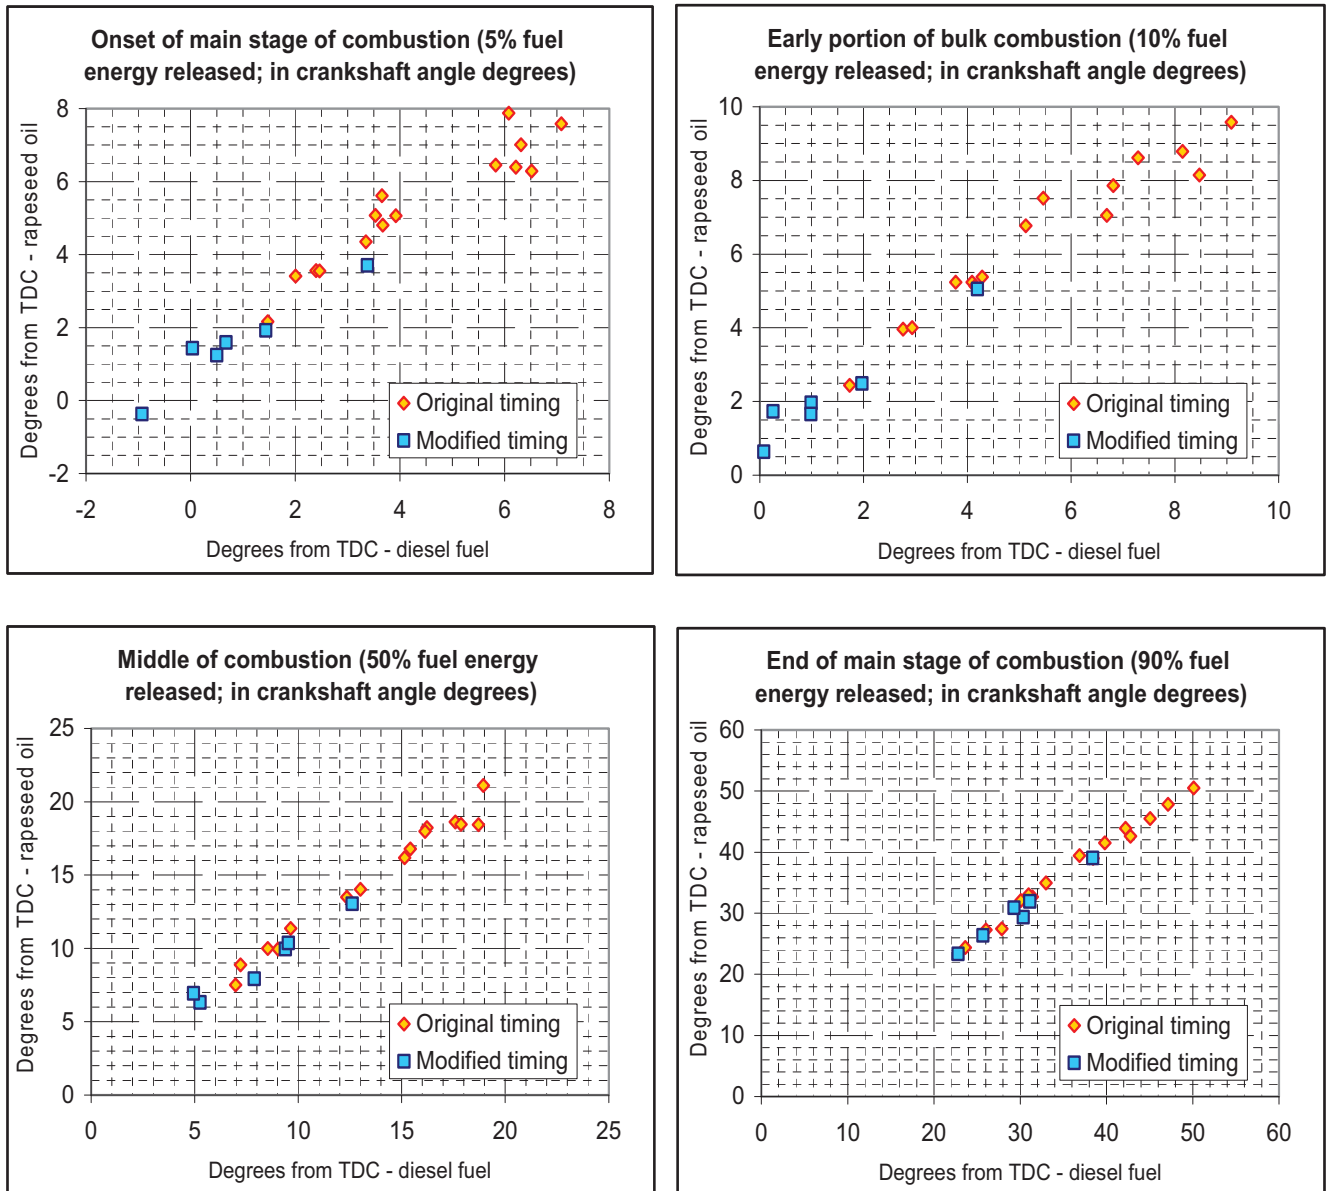 Onset of main stage of combustion (5% fuel
energy released; in crankshaft angle degrees)
Degrees from TDC - rapeseed oil
8
6
4
2
0
-2
Original timing
Modified timing
-2 0 2 4 6 8
Degrees from TDC - diesel fuel
Early portion of bulk combustion (10% fuel
energy released; in crankshaft angle degrees)
Degrees from TDC - rapeseed oil
10
8
6
4
2
0
Original timing
Modified timing
0 2 4 6 8 10
Degrees from TDC - diesel fuel
Middle of combustion (50% fuel energy
released; in crankshaft angle degrees)
Degrees from TDC - rapeseed oil
25
20
15
10
5
0
Original timing
Modified timing
0 5 10 15 20 25
Degrees from TDC - diesel fuel
End of main stage of combustion (90% fuel
energy released; in crankshaft angle degrees)
Degrees from TDC - rapeseed oil
60
50
40
30
20
10
0
Original timing
Modified timing
0 10 20 30 40 50 60
Degrees from TDC - diesel fuel